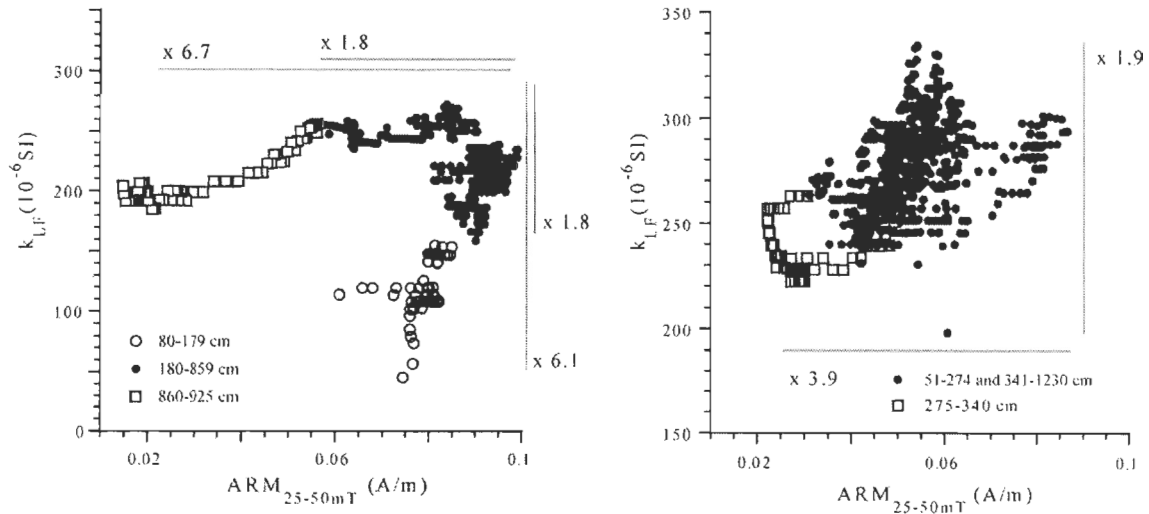 x 6.7
x 1.8
300
200
100
0
k_LF (10^-6 SI)
x 1.8
x 6.1
80-179 cm
180-859 cm
860-925 cm
0.02
0.06
0.1
ARM_25-50mT (A/m)
350
300
250
200
150
k_LF (10^-6 SI)
x 1.9
x 3.9
51-274 and 341-1230 cm
275-340 cm
0.02
0.06
0.1
ARM_25-50mT (A/m)